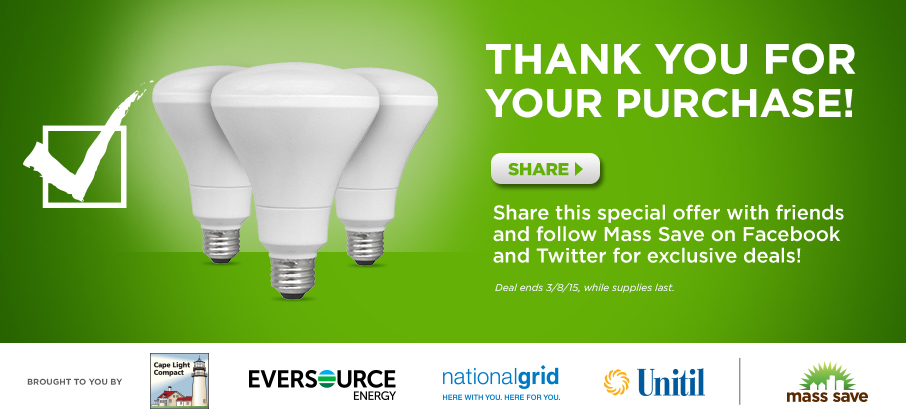 THANK YOU FOR
YOUR PURCHASE!
SHARE
Share this special offer with friends
and follow Mass Save on Facebook
and Twitter for exclusive deals!
Deal ends 3/8/15, while supplies last.
BROUGHT TO YOU BY
Cape Light
Compact
EVERSOURCE
ENERGY
nationalgrid
HERE WITH YOU. HERE FOR YOU.
Unitil
mass save